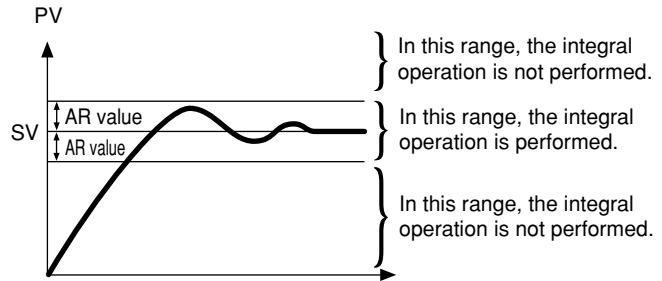 PV
In this range, the integral
operation is not performed.
AR value
SV
AR value
In this range, the integral
operation is performed.
In this range, the integral
operation is not performed.